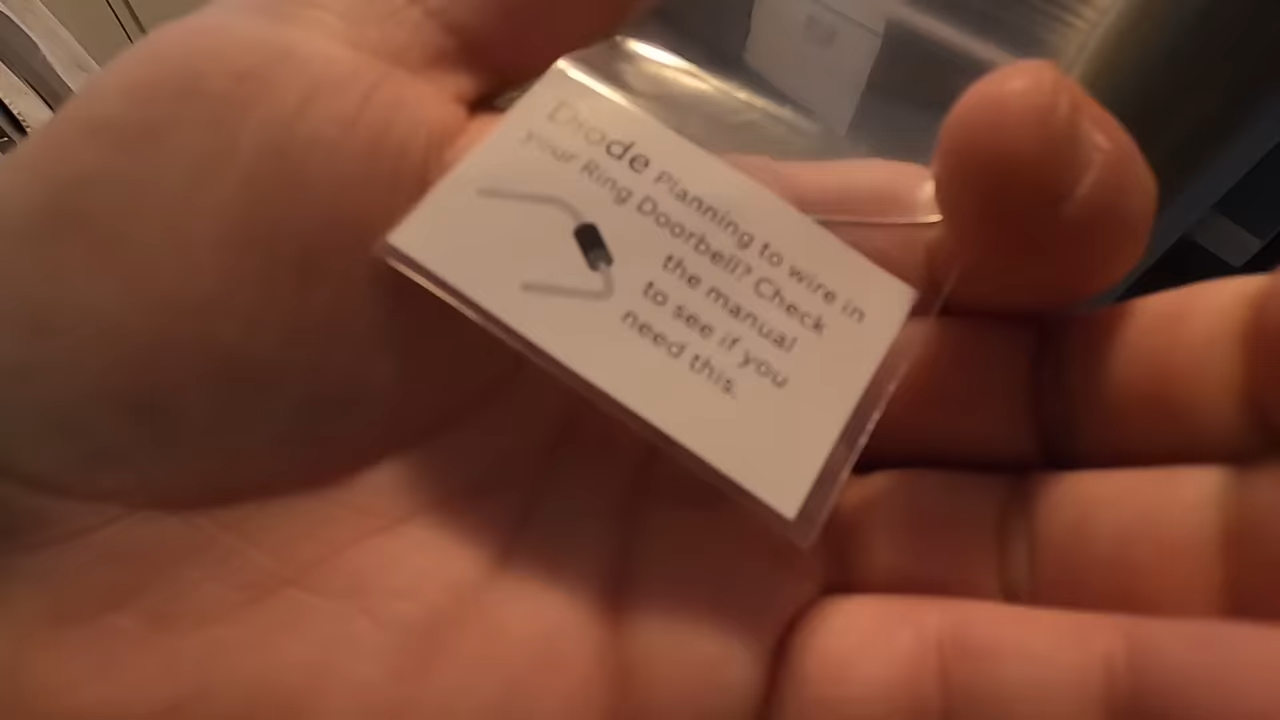 Diode Planning to wire in
your Ring Doorbell? Check
the manual
to see if you
need this.